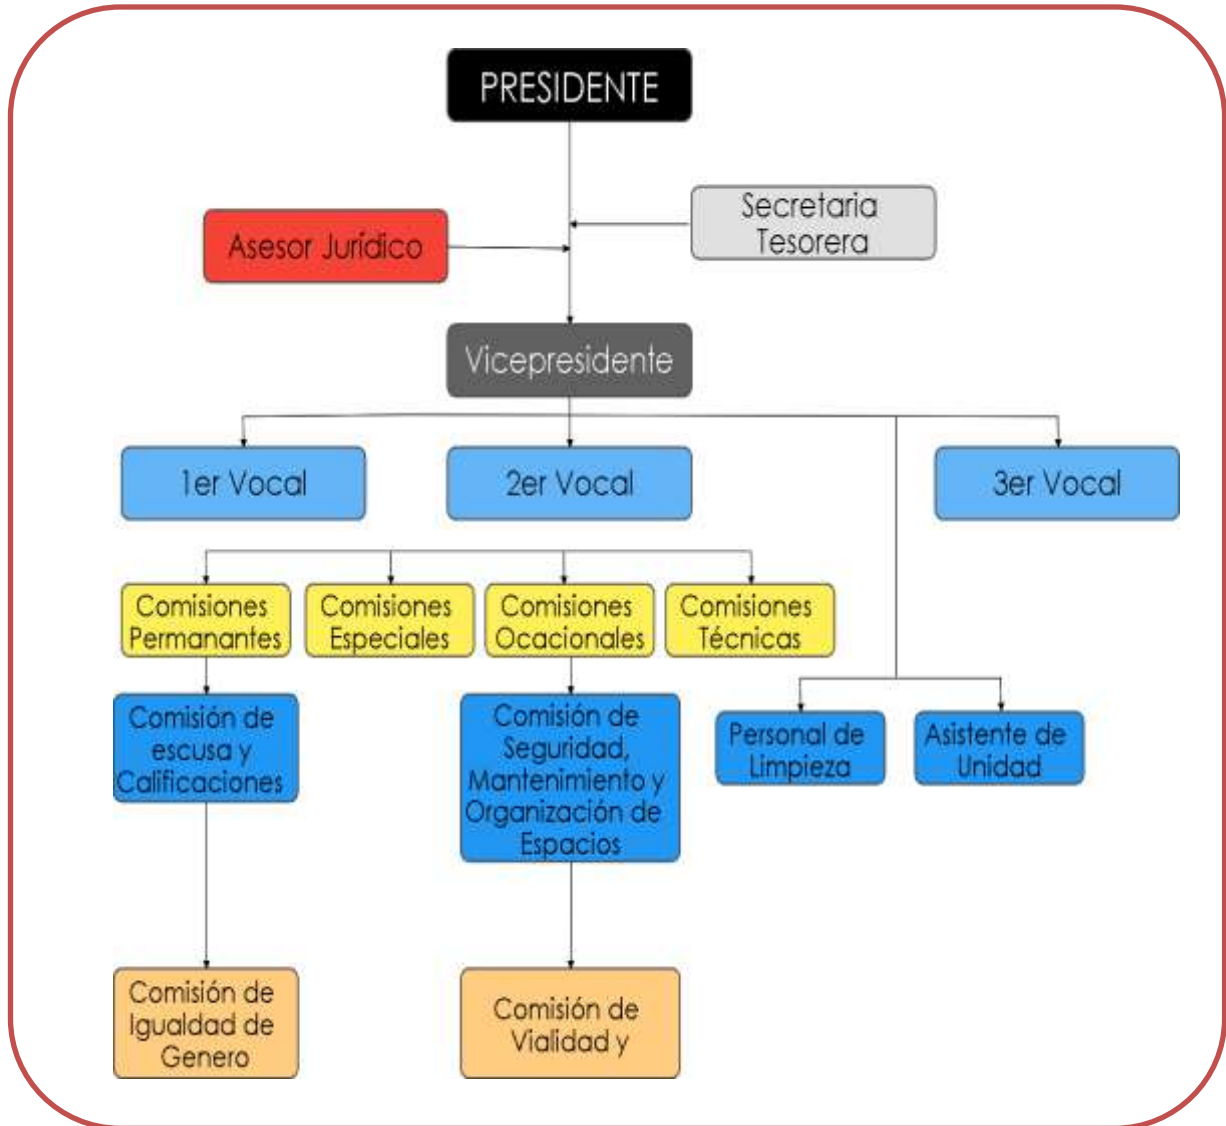 PRESIDENTE
Secretaria
Tesorera
Asesor Jurídico
Vicepresidente
1er Vocal
2er Vocal
3er Vocal
Comisiones
Permanantes
Comisiones
Especiales
Comisiones
Ocacionales
Comisiones
Técnicas
Comisión de
escusa y
Calificaciones
Comisión de
Seguridad,
Mantenimiento y
Organización de
Espacios
Personal de
Limpieza
Asistente de
Unidad
Comisión de
Igualdad de
Genero
Comisión de
Vialidad y